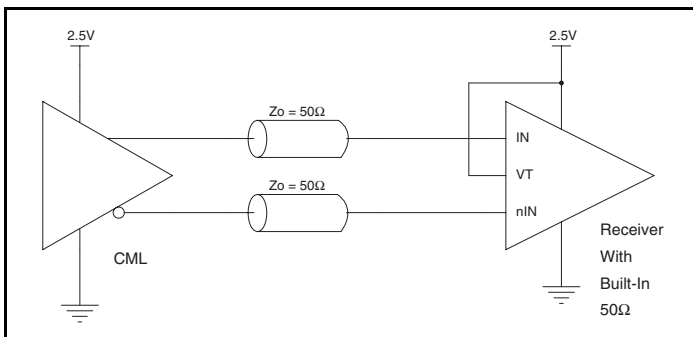 2.5V
2.5V
Zo = 50Ω
IN
VT
Zo = 50Ω
nIN
CML
Receiver
With
Built-In
50Ω